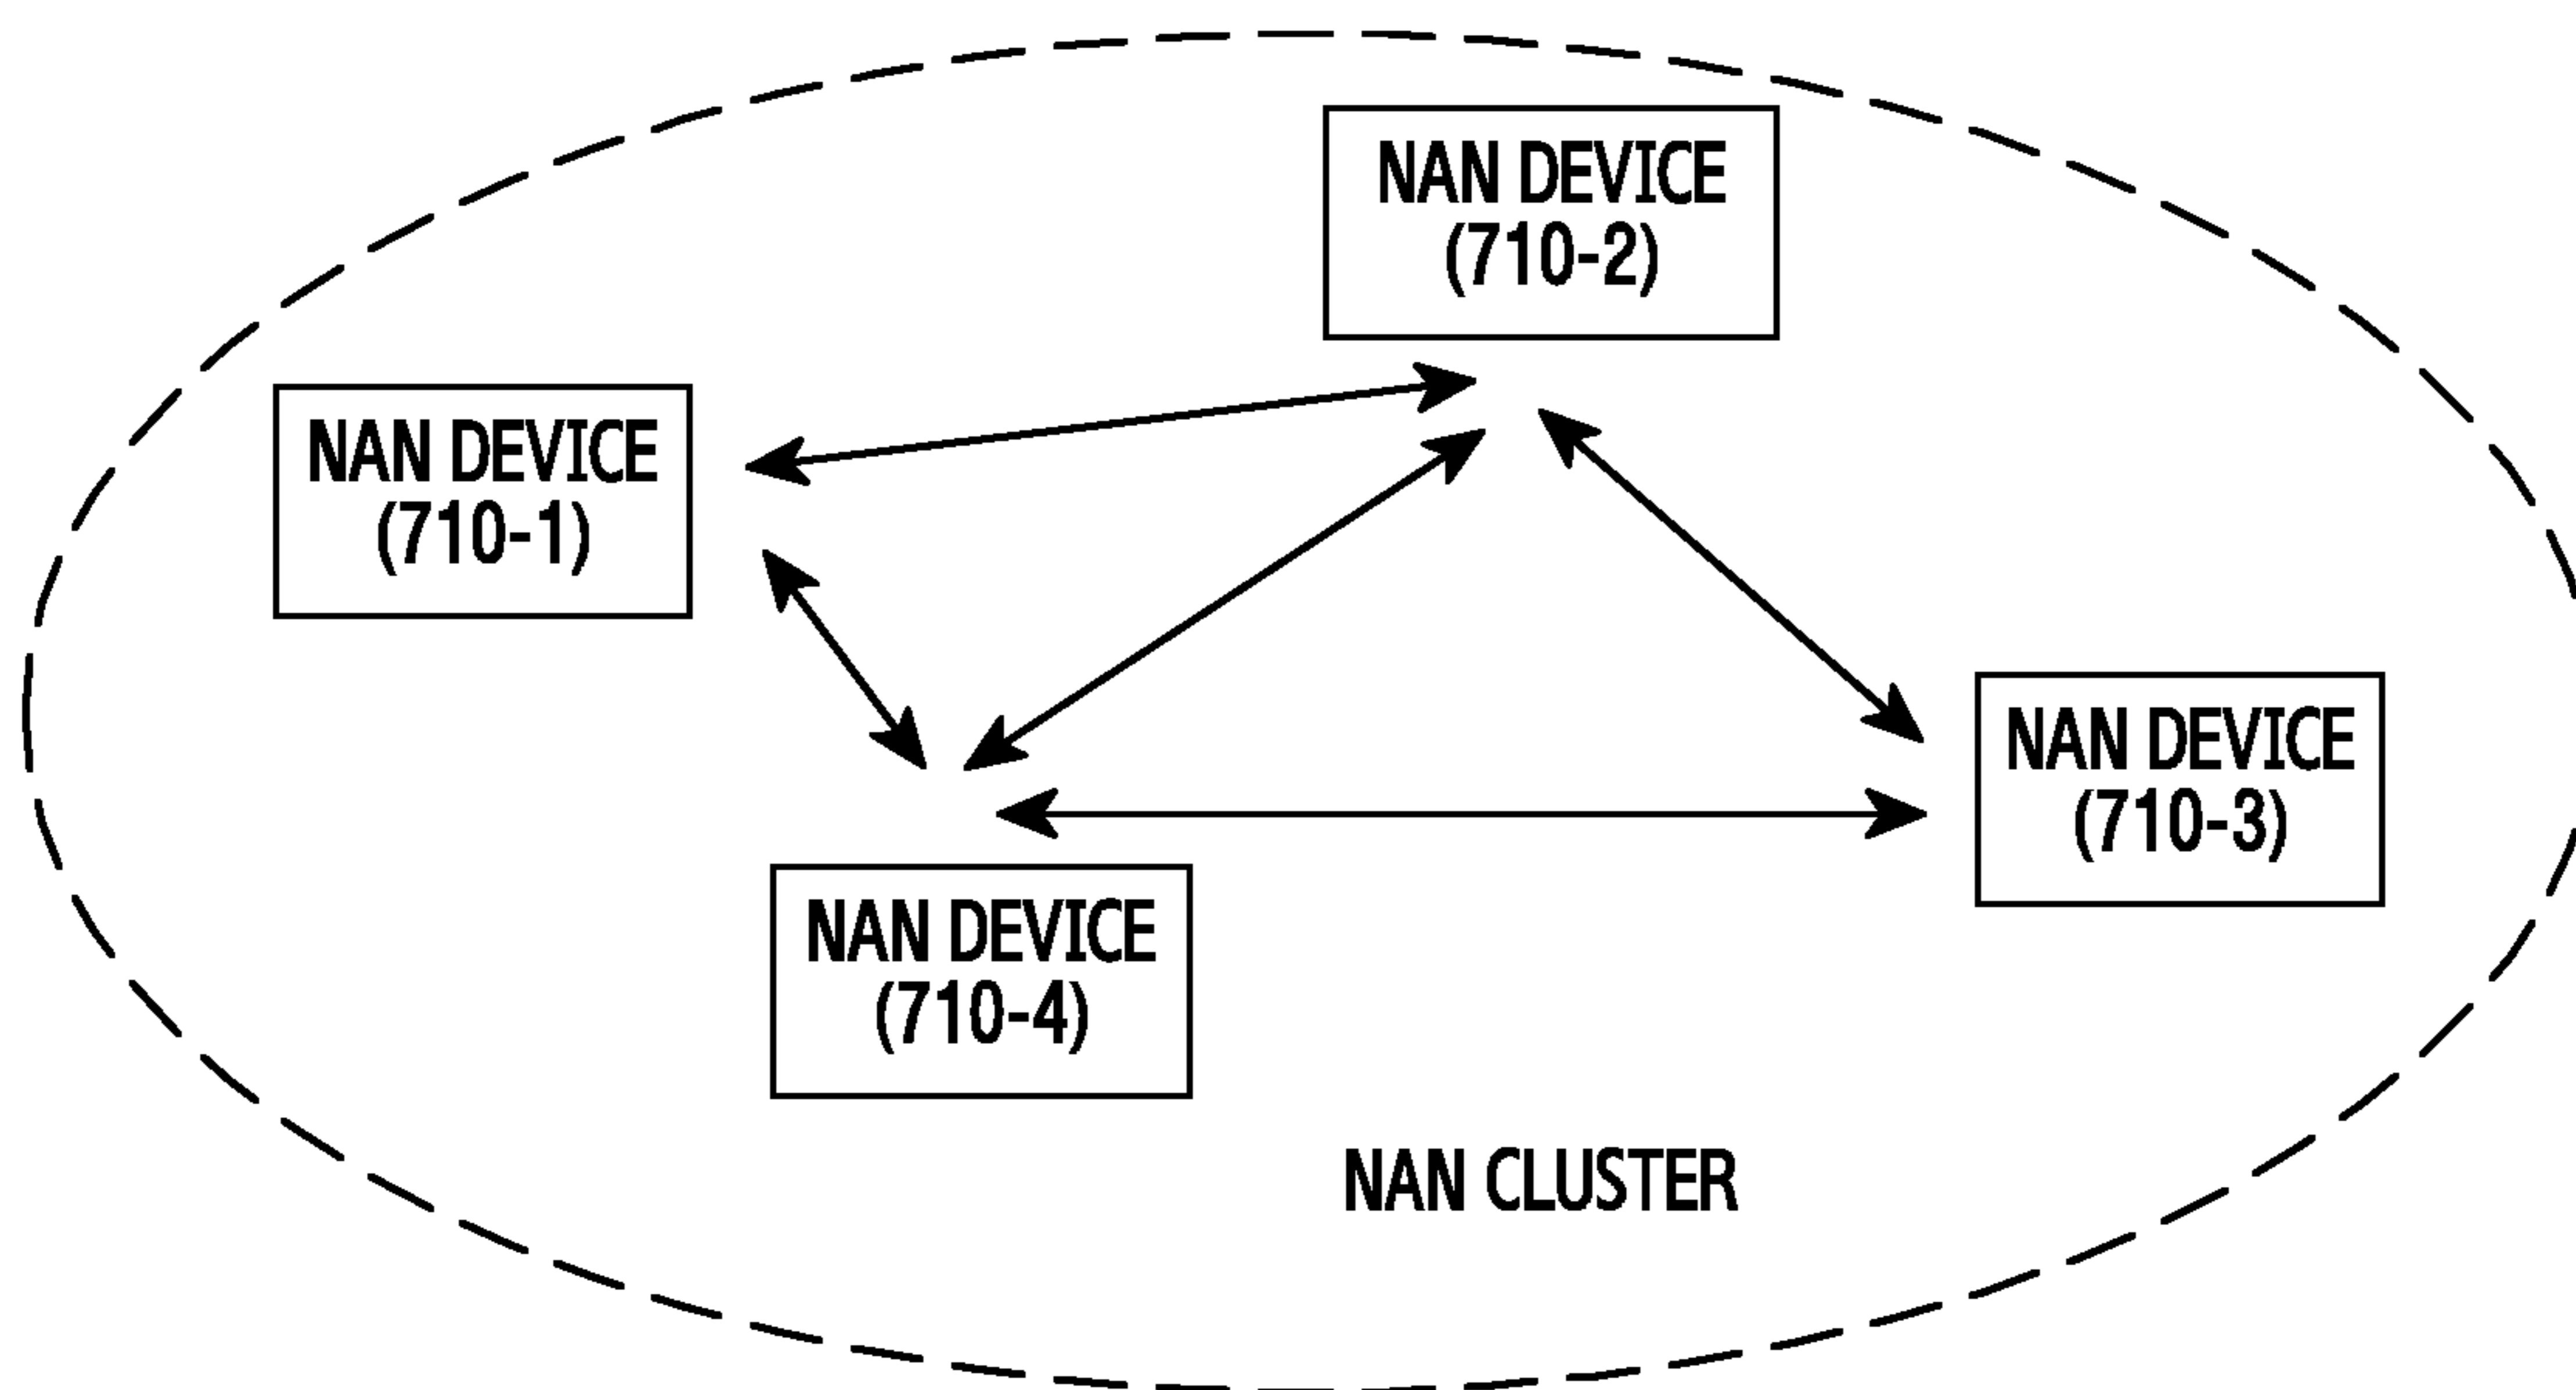 NAN DEVICE
(710-2)
NAN DEVICE
(710-1)
NAN DEVICE
(710-3)
NAN DEVICE
(710-4)
NAN CLUSTER